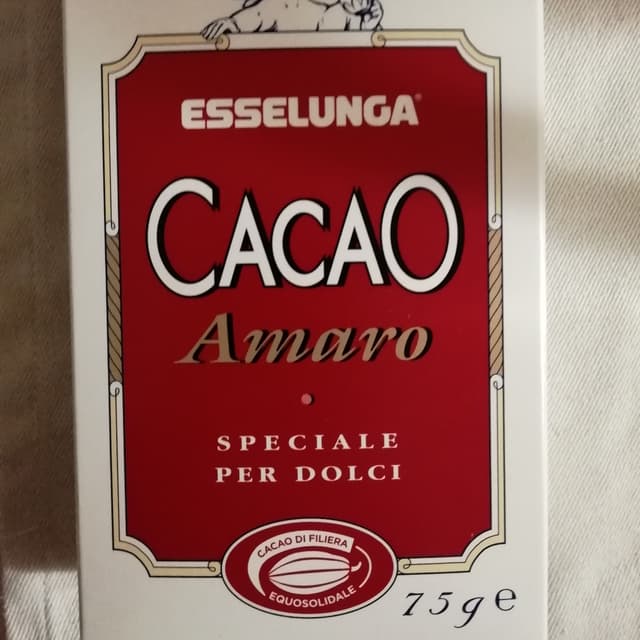 ESSELUNGA®
CACAO
Amaro
SPECIALE
PER DOLCI
CACAO DI FILIERA
EQUOSOLIDALE
75g e